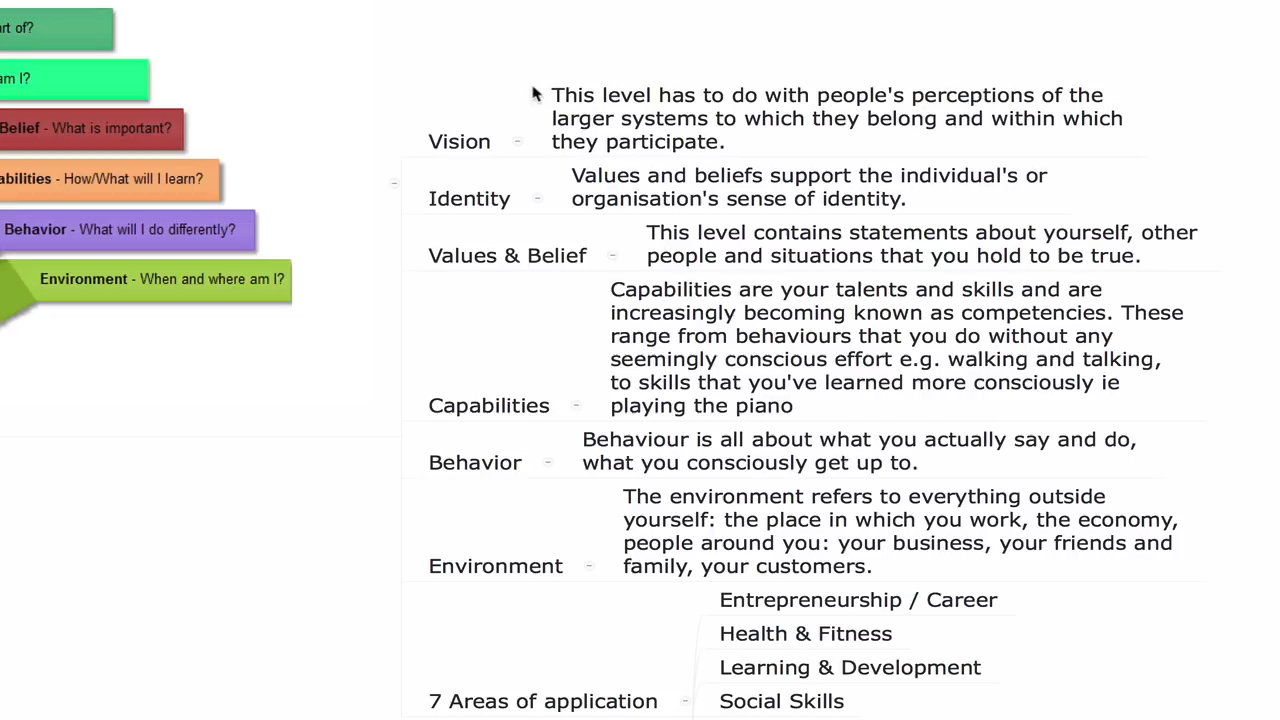 rt of?
am I?
Belief - What is important?
abilities - How/What will I learn?
Behavior - What will I do differently?
Environment - When and where am I?
This level has to do with people's perceptions of the
larger systems to which they belong and within which
Vision they participate.
Values and beliefs support the individual's or
Identity organisation's sense of identity.
This level contains statements about yourself, other
Values & Belief people and situations that you hold to be true.
Capabilities are your talents and skills and are
increasingly becoming known as competencies. These
range from behaviours that you do without any
seemingly conscious effort e.g. walking and talking,
to skills that you've learned more consciously ie
Capabilities playing the piano
Behaviour is all about what you actually say and do,
Behavior what you consciously get up to.
The environment refers to everything outside
yourself: the place in which you work, the economy,
people around you: your business, your friends and
Environment family, your customers.
Entrepreneurship / Career
Health & Fitness
Learning & Development
7 Areas of application Social Skills